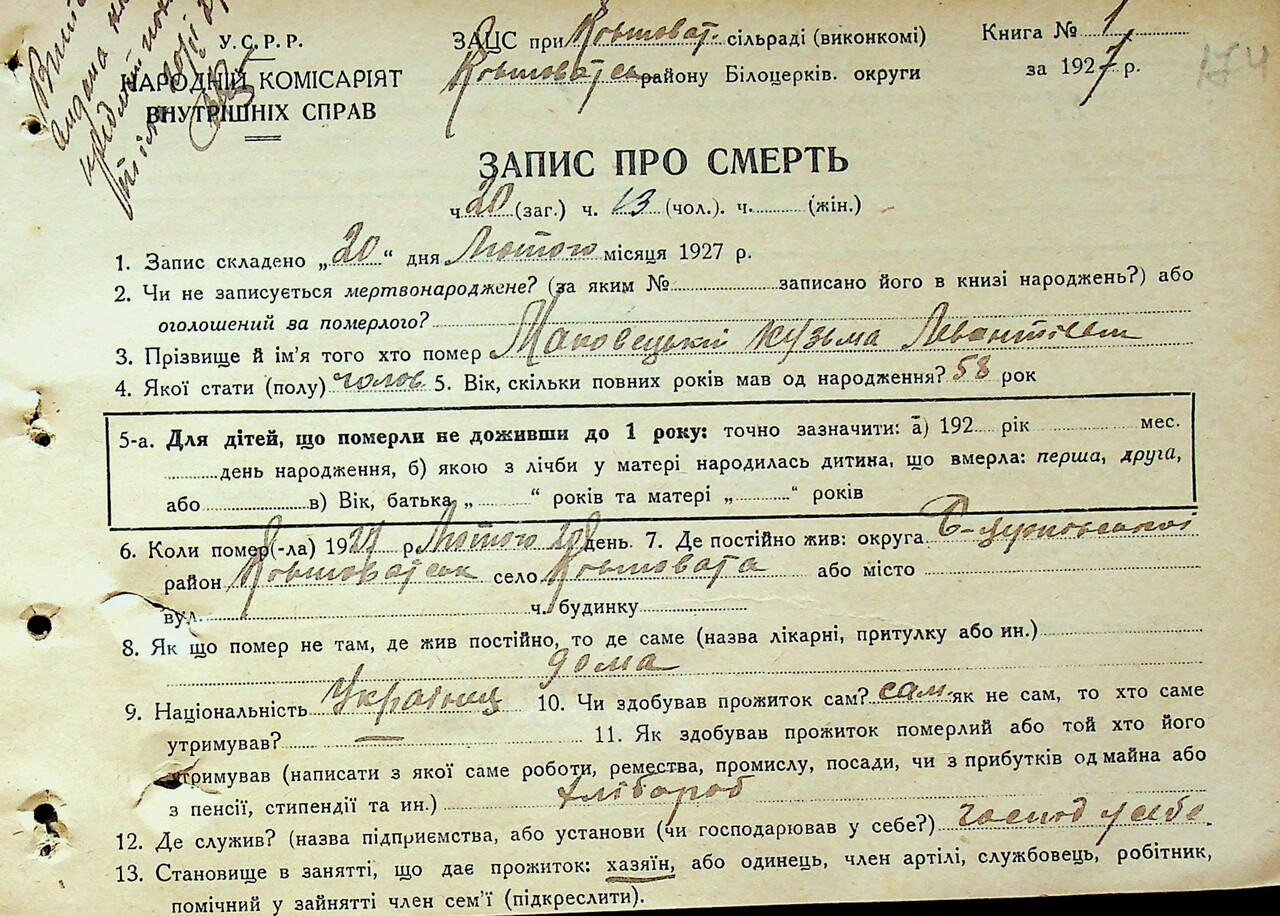 У.С.Р.Р.
НАРОДНІЙ КОМІСАРІЯТ
ВНУТРІШНІХ СПРАВ
ЗАЦС при Ковшоват. сільраді (виконкомі)
Ковшоватськ району Білоцерків. округи
Книга № 1
за 1927 р.
174
ЗАПИС ПРО СМЕРТЬ
ч. 20 (заг.) ч. 13 (чол.). ч. (жін.)
1. Запис складено „20“ дня Лютого місяця 1927 р.
2. Чи не записується мертвонароджене? (за яким № записано його в книзі народжень?) або
оголошений за померлого?
3. Прізвище й ім'я того хто помер Маковецькій Кузьма
4. Якої стати (полу) чолов. 5. Вік, скільки повних років мав од народження? 58 рок
5-а. Для дітей, що померли не доживши до 1 року: точно зазначити: а) 192 рік мес.
день народження, б) якою з лічби у матері народилась дитина, що вмерла: перша, друга,
або в) Вік, батька „ “ років та матері „ “ років
6. Коли помер(-ла) 1927 р. Лютого 20 день. 7. Де постійно жив: округа Б-церковської
район Ковшоватськ село Ковшовата або місто
вул. ч. будинку
8. Як що помер не там, де жив постійно, то де саме (назва лікарні, притулку або ин.)
дома
9. Національність Українец 10. Чи здобував прожиток сам? сам як не сам, то хто саме
утримував? 11. Як здобував прожиток померлий або той хто його
утримував (написати з якої саме роботи, ремества, промислу, посади, чи з прибутків од майна або
з пенсії, стипендії та ин.) хлібороб
12. Де служив? (назва підприємства, або установи (чи господарював у себе?) господ у себе.
13. Становище в занятті, що дає прожиток: хазяїн, або одинець, член артілі, службовець, робітник,
помічний у зайнятті член сем'ї (підкреслити).